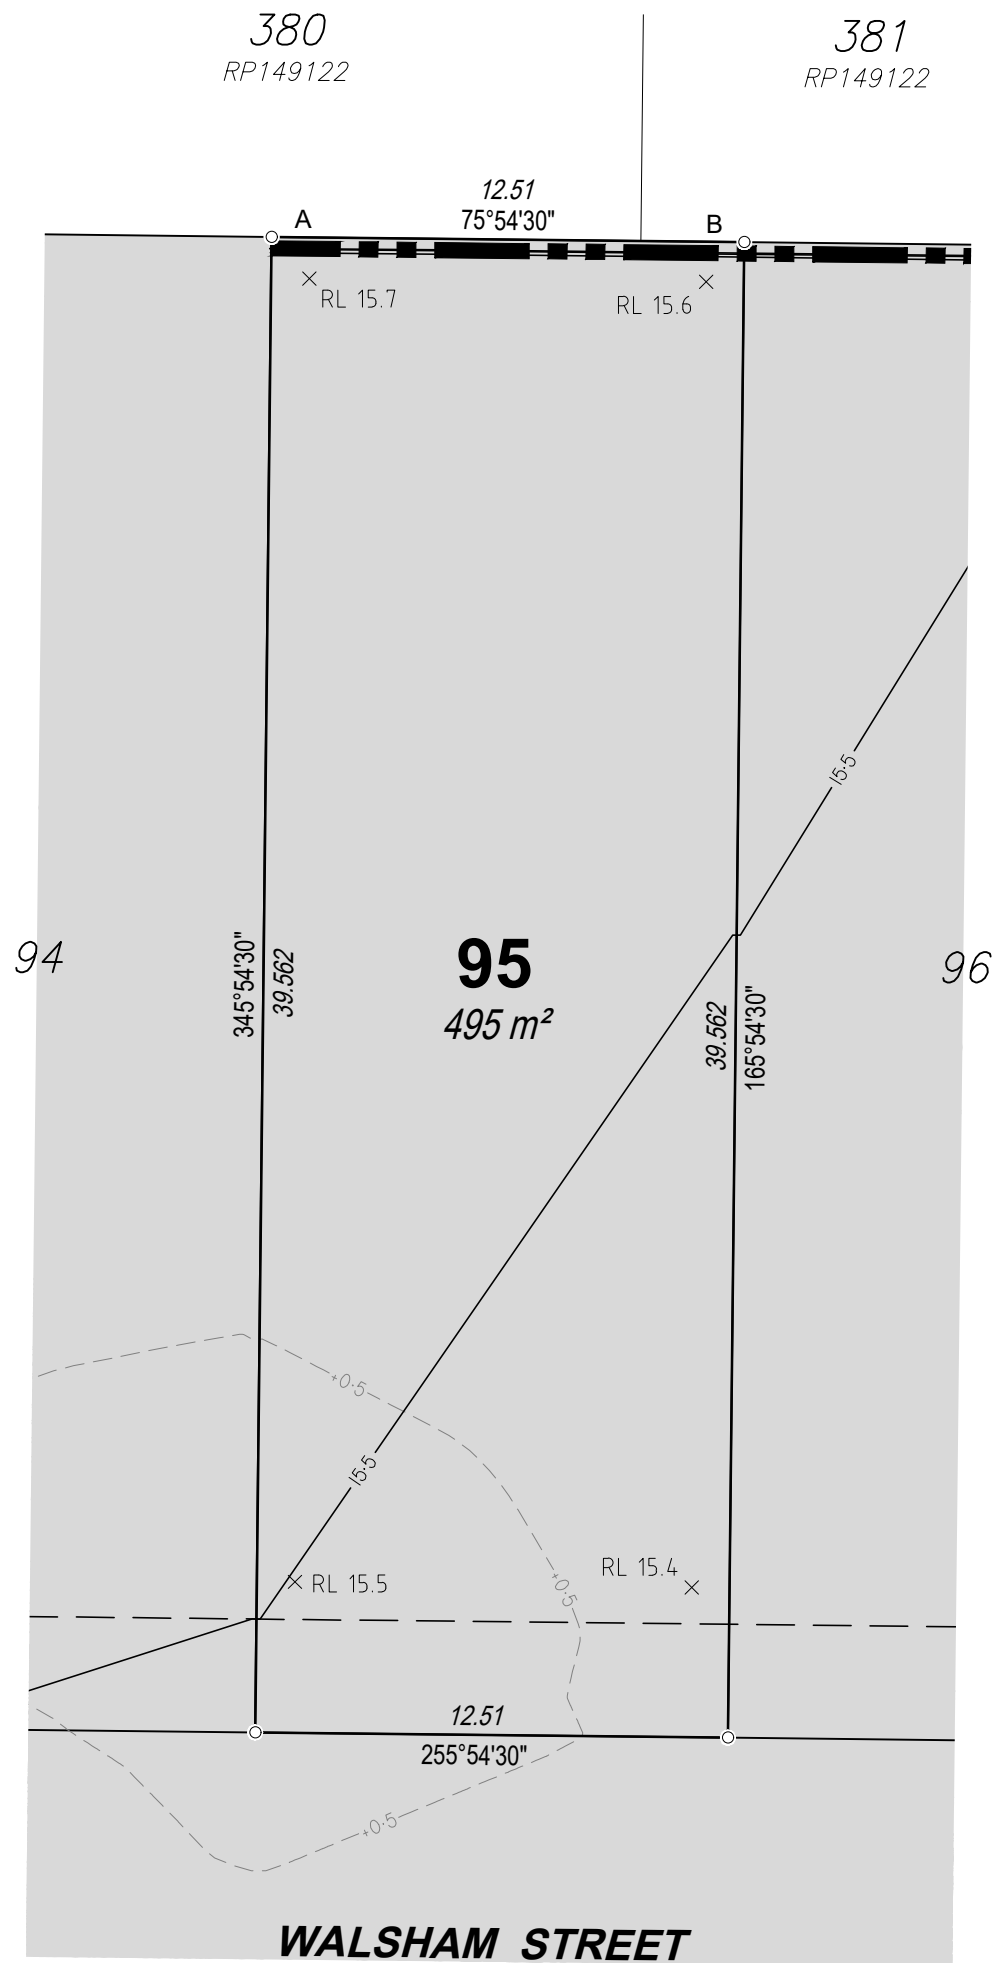 380
RP149122
381
RP149122
12.51
75°54'30"
A
B
RL 15.7
RL 15.6
15·5
94
345°54'30"
39.562
95
495 m²
39.562
165°54'30"
96
+0·5
15·5
RL 15.5
RL 15.4
+0·5
12.51
255°54'30"
+0·5
WALSHAM STREET